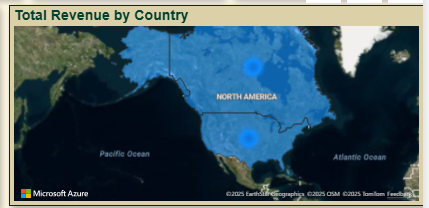 Total Revenue by Country
NORTH AMERICA
Pacific Ocean
Atlantic Ocean
Microsoft Azure
©2025 EarthStar Geographics ©2025 OSM ©2025 TomTom Feedback